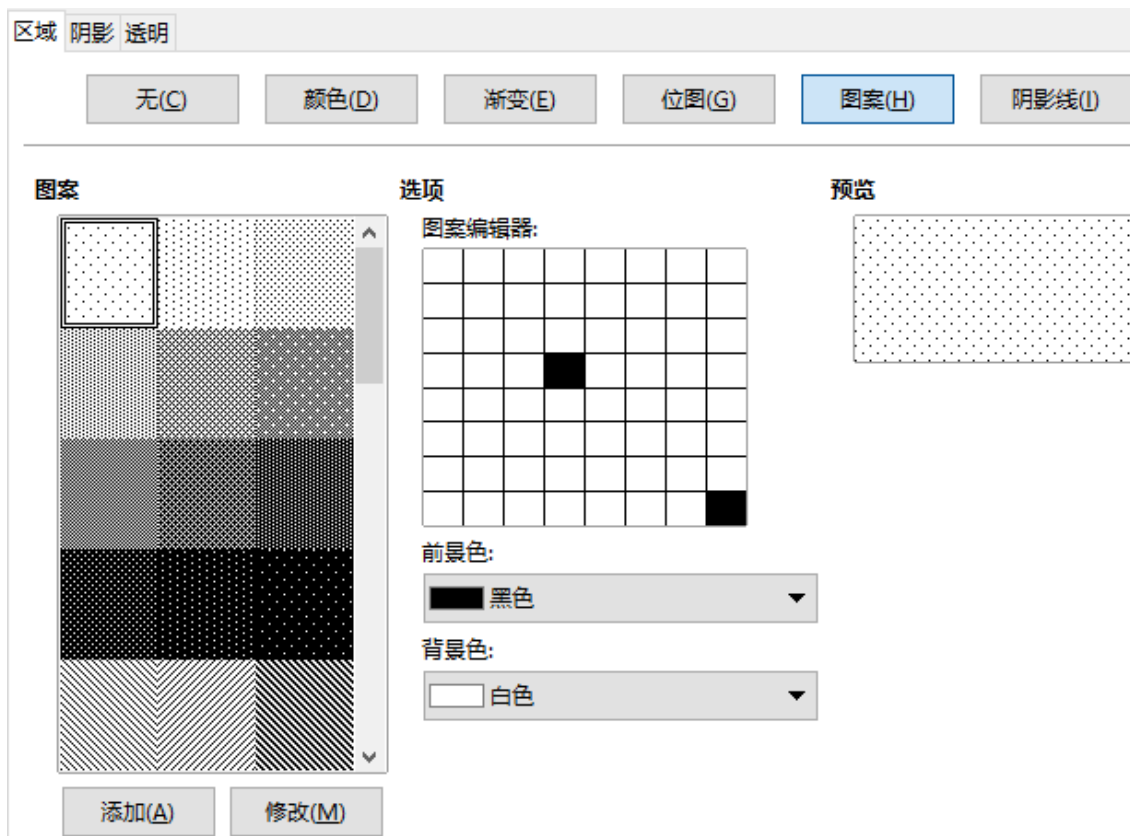 区域 阴影 透明
无(C) 颜色(D) 渐变(E) 位图(G) 图案(H) 阴影线(I)
图案 选项 预览
图案编辑器:
前景色:
黑色
背景色:
白色
添加(A) 修改(M)